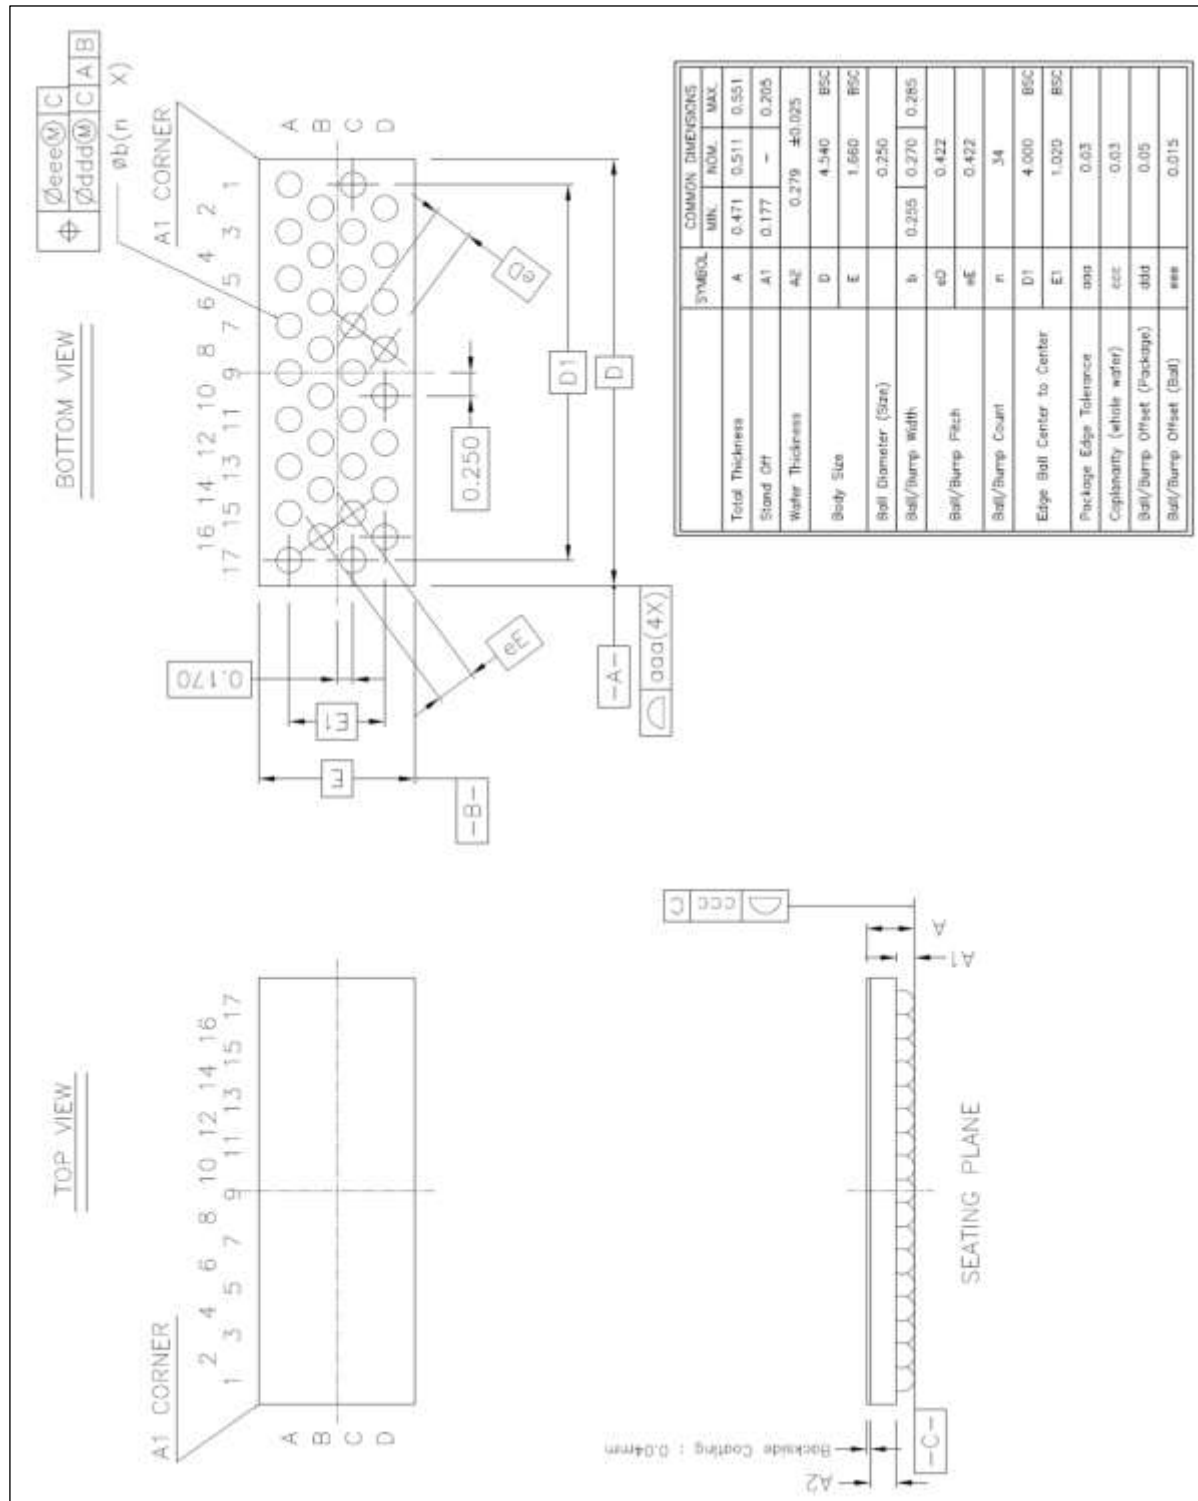 TOP VIEW
A1 CORNER
1 2 3 4 5 6 7 8 9 10 11 12 13 14 15 16 17
A
B
C
D
BOTTOM VIEW
Øeee Ⓜ C
Øddd Ⓜ C A B
øb(n X)
A1 CORNER
17 16 15 14 13 12 11 10 9 8 7 6 5 4 3 2 1
A
B
C
D
0.170
E1
E
-B-
eE
0.250
eD
D1
D
-A-
aaa(4X)
Backside Coating : 0.04mm
A2
-C-
SEATING PLANE
A1
A
ccc C
SYMBOL COMMON DIMENSIONS
MIN. NOM. MAX.
Total Thickness A 0.471 0.511 0.551
Stand Off A1 0.177 – 0.205
Wafer Thickness A2 0.279 ±0.025
Body Size D 4.540 BSC
E 1.660 BSC
Ball Diameter (Size) 0.250
Ball/Bump Width b 0.255 0.270 0.285
Ball/Bump Pitch eD 0.422
eE 0.422
Ball/Bump Count n 34
Edge Ball Center to Center D1 4.000 BSC
E1 1.020 BSC
Package Edge Tolerance aaa 0.03
Coplanarity (whole wafer) ccc 0.03
Ball/Bump Offset (Package) ddd 0.05
Ball/Bump Offset (Ball) eee 0.015